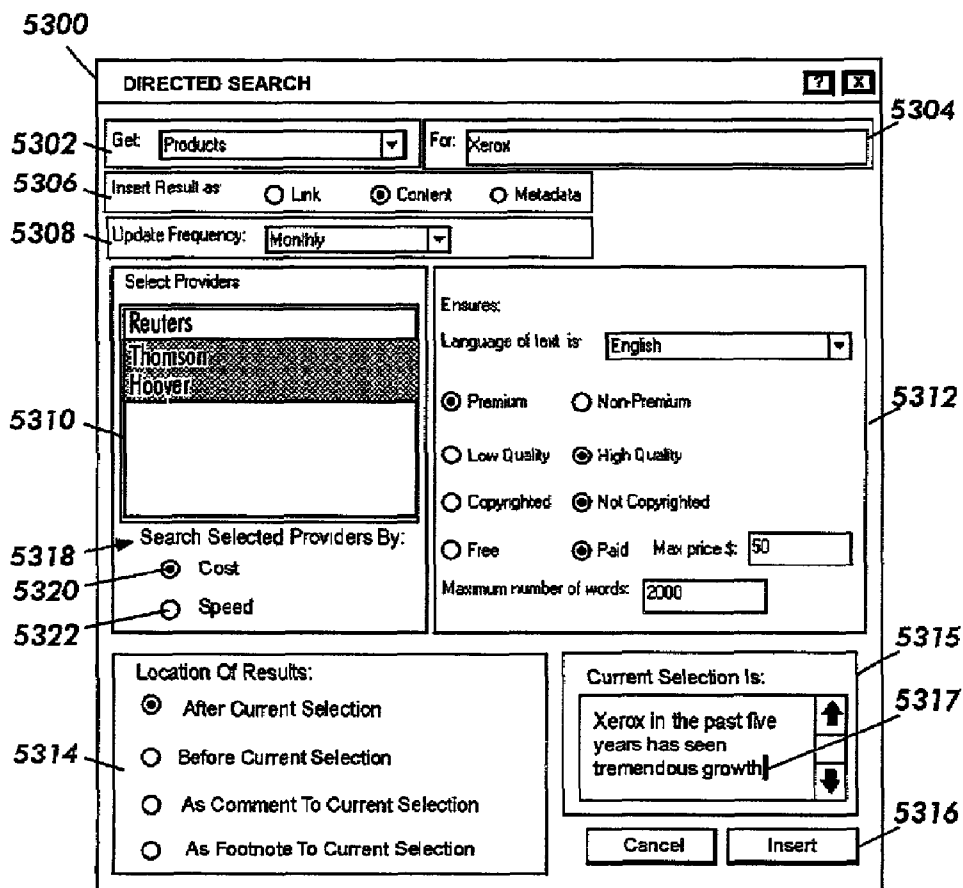 5300
DIRECTED SEARCH ? X
5304
5302 Get: Products For: Xerox
5306 Insert Result as Link Content Metadata
5308 Update Frequency: Monthly
Select Providers
Reuters
Thomson
Hoover
5310
Ensures:
Language of text is: English
Premium Non-Premium
5312
Low Quality High Quality
Copyrighted Not Copyrighted
Free Paid Max price $: 50
Maximum number of words: 2000
5318 Search Selected Providers By:
5320 Cost
5322 Speed
5315
Location Of Results:
After Current Selection
Before Current Selection
As Comment To Current Selection
As Footnote To Current Selection
5314
Current Selection Is:
5317
Xerox in the past five
years has seen
tremendous growth
5316
Cancel Insert